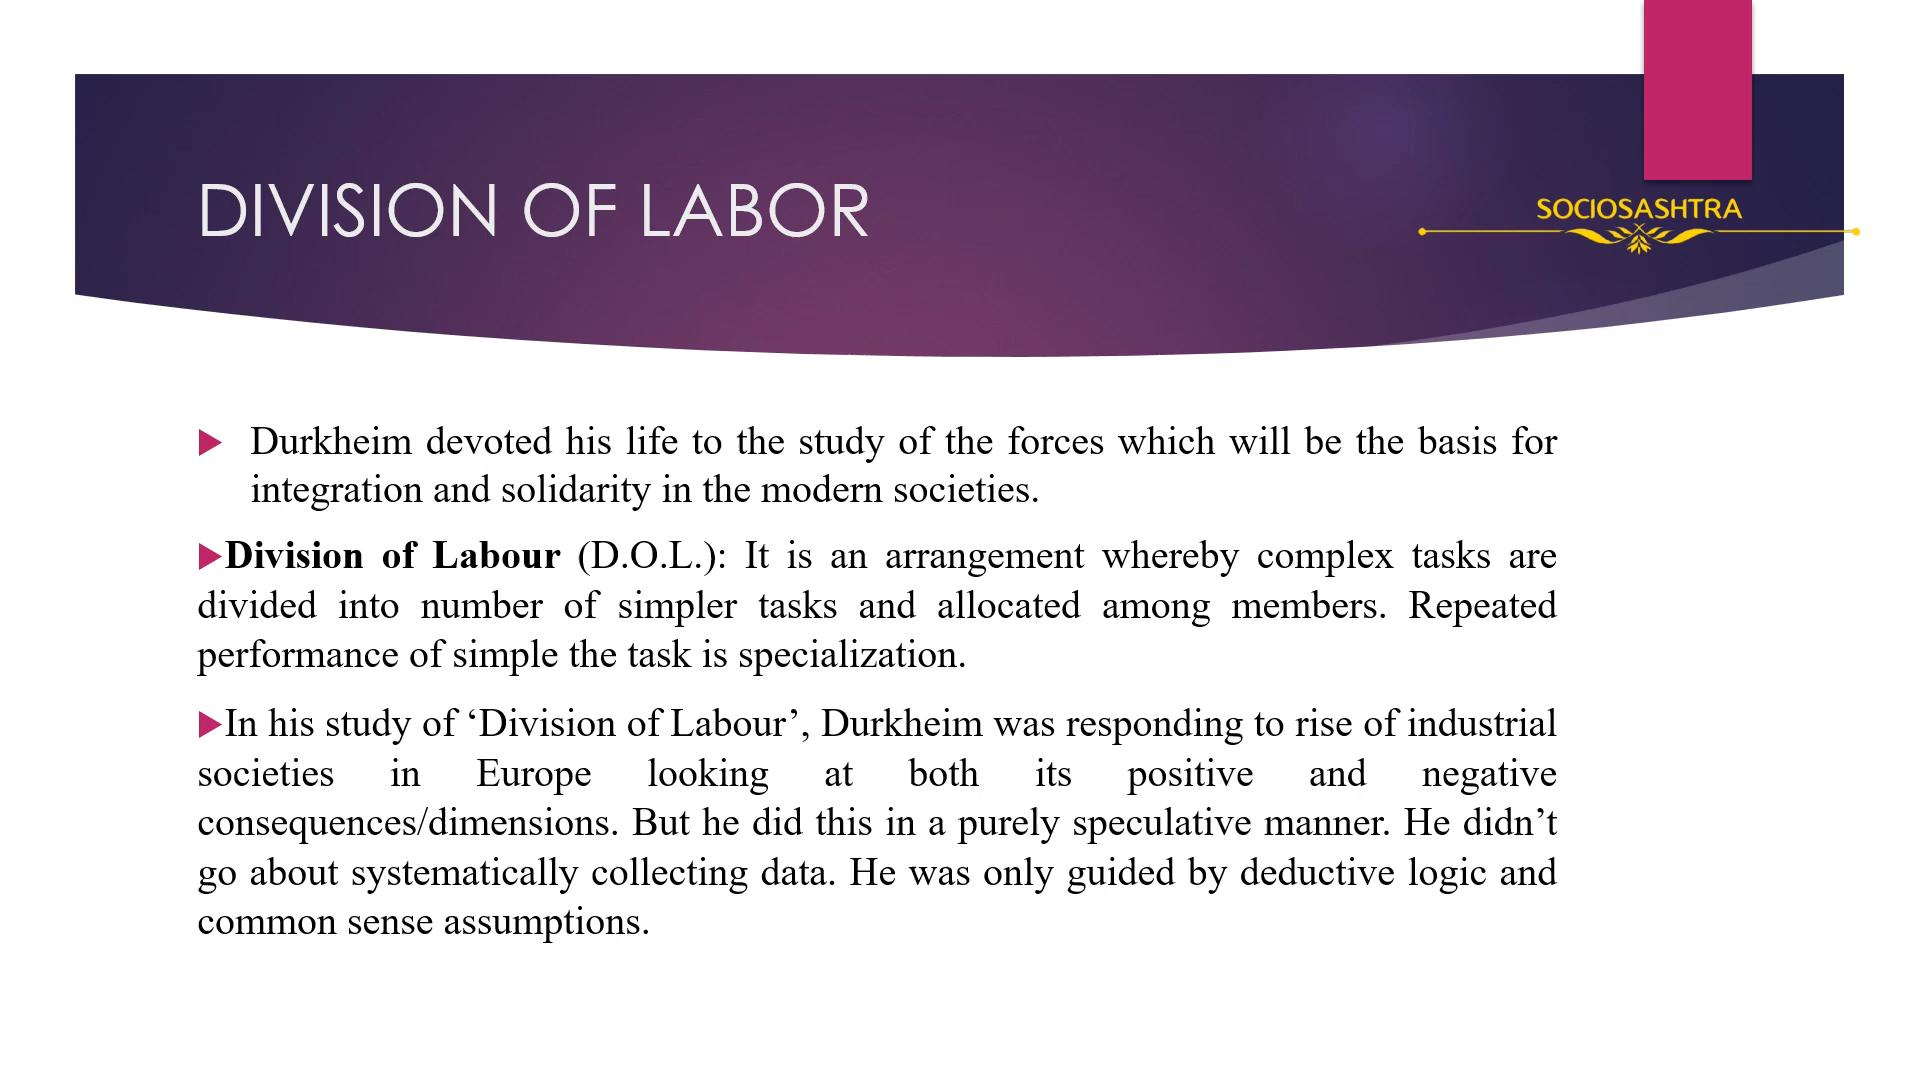 DIVISION OF LABOR
SOCIOSASHTRA
Durkheim devoted his life to the study of the forces which will be the basis for
integration and solidarity in the modern societies.
Division of Labour (D.O.L.): It is an arrangement whereby complex tasks are
divided into number of simpler tasks and allocated among members. Repeated
performance of simple the task is specialization.
In his study of ‘Division of Labour’, Durkheim was responding to rise of industrial
societies in Europe looking at both its positive and negative
consequences/dimensions. But he did this in a purely speculative manner. He didn’t
go about systematically collecting data. He was only guided by deductive logic and
common sense assumptions.